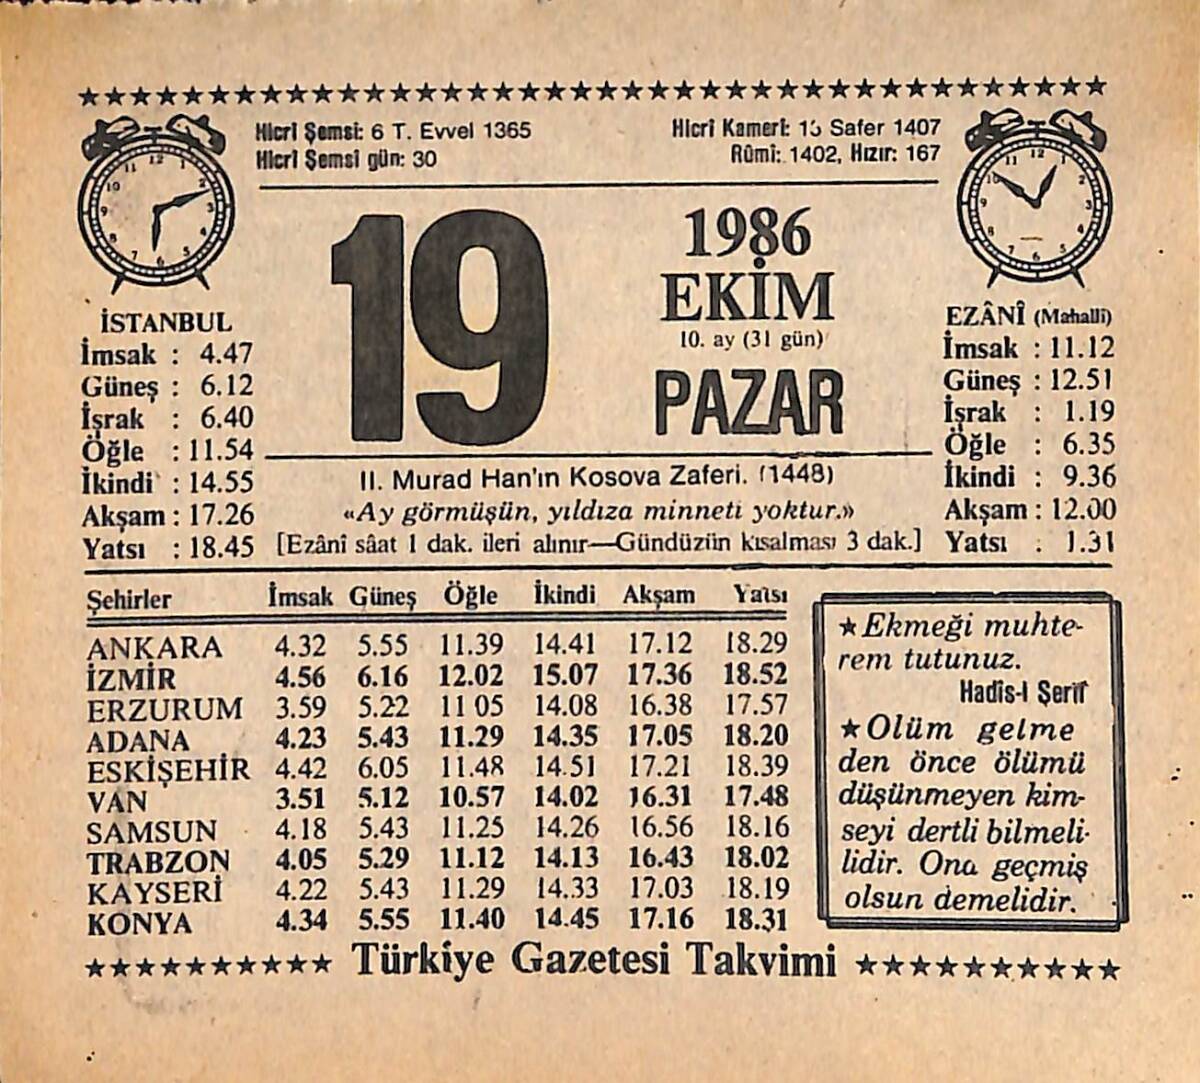 Hicrî Şemsî: 6 T. Evvel 1365
Hicrî Şemsî gün: 30
Hicrî Kamerî: 15 Safer 1407
Rûmî: 1402, Hızır: 167
19
1986
EKİM
10. ay (31 gün)
PAZAR
İSTANBUL
İmsak : 4.47
Güneş : 6.12
İşrak : 6.40
Öğle : 11.54
İkindi : 14.55
Akşam : 17.26
Yatsı : 18.45
EZÂNÎ (Mahallî)
İmsak : 11.12
Güneş : 12.51
İşrak : 1.19
Öğle : 6.35
İkindi : 9.36
Akşam : 12.00
Yatsı : 1.31
II. Murad Han'ın Kosova Zaferi. (1448)
«Ay görmüşün, yıldıza minneti yoktur.»
[Ezânî sâat 1 dak. ileri alınır—Gündüzün kısalması 3 dak.]
Şehirler İmsak Güneş Öğle İkindi Akşam Yatsı
ANKARA 4.32 5.55 11.39 14.41 17.12 18.29
İZMİR 4.56 6.16 12.02 15.07 17.36 18.52
ERZURUM 3.59 5.22 11 05 14.08 16.38 17.57
ADANA 4.23 5.43 11.29 14.35 17.05 18.20
ESKİŞEHİR 4.42 6.05 11.48 14.51 17.21 18.39
VAN 3.51 5.12 10.57 14.02 16.31 17.48
SAMSUN 4.18 5.43 11.25 14.26 16.56 18.16
TRABZON 4.05 5.29 11.12 14.13 16.43 18.02
KAYSERİ 4.22 5.43 11.29 14.33 17.03 18.19
KONYA 4.34 5.55 11.40 14.45 17.16 18.31
★Ekmeği muhte-
rem tutunuz.
Hadîs-i Şerîf
★Olüm gelme
den önce ölümü
düşünmeyen kim-
seyi dertli bilmeli-
lidir. Ona geçmiş
olsun demelidir.
Türkiye Gazetesi Takvimi